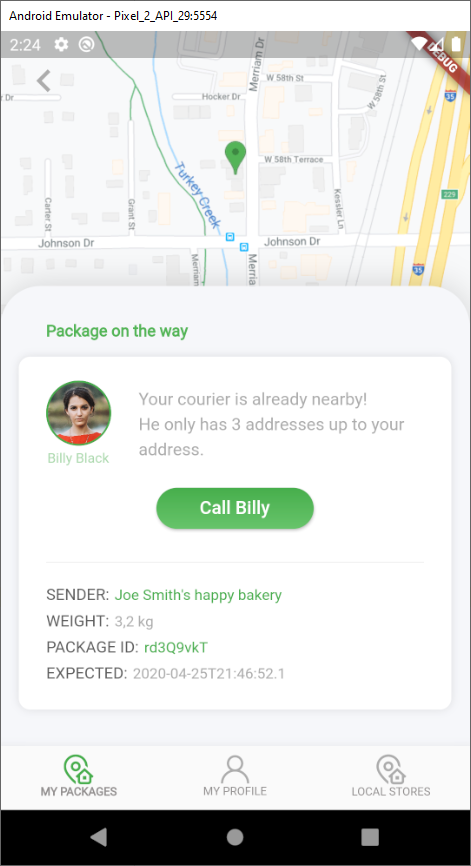 Android Emulator - Pixel_2_API_29:5554
2:24
DEBUG
Merriam Dr
W 58th St
W 58th St
r Dr
Hocker Dr
35
W 58th Terrace
Turkey Creek
229
Carter St
Grant St
Kessler Ln
Johnson Dr
Johnson Dr
Merriam
Merriam
35
Package on the way
Your courier is already nearby!
He only has 3 addresses up to your
address.
Billy Black
Call Billy
SENDER: Joe Smith's happy bakery
WEIGHT: 3,2 kg
PACKAGE ID: rd3Q9vkT
EXPECTED: 2020-04-25T21:46:52.1
MY PACKAGES
MY PROFILE
LOCAL STORES